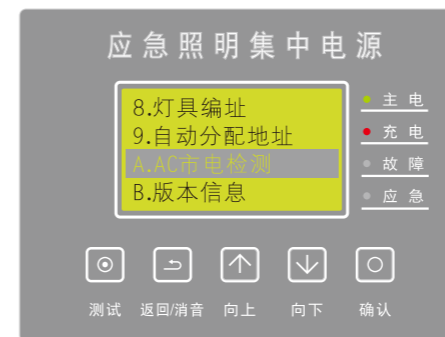 应急照明集中电源
8.灯具编址
9.自动分配地址
A.AC市电检测
B.版本信息
主电
充电
故障
应急
测试 返回/消音 向上 向下 确认